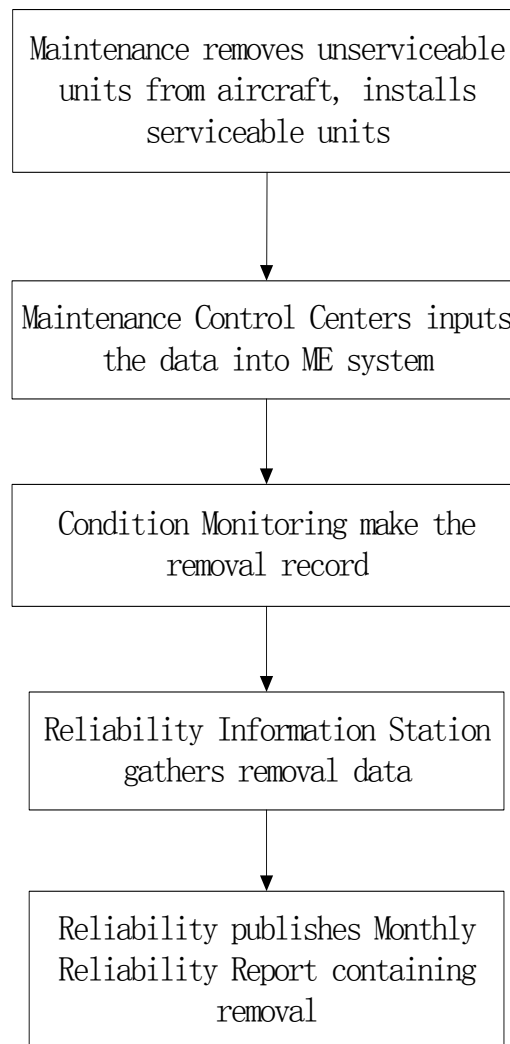 Maintenance removes unserviceable
units from aircraft, installs
serviceable units
Maintenance Control Centers inputs
the data into ME system
Condition Monitoring make the
removal record
Reliability Information Station
gathers removal data
Reliability publishes Monthly
Reliability Report containing
removal